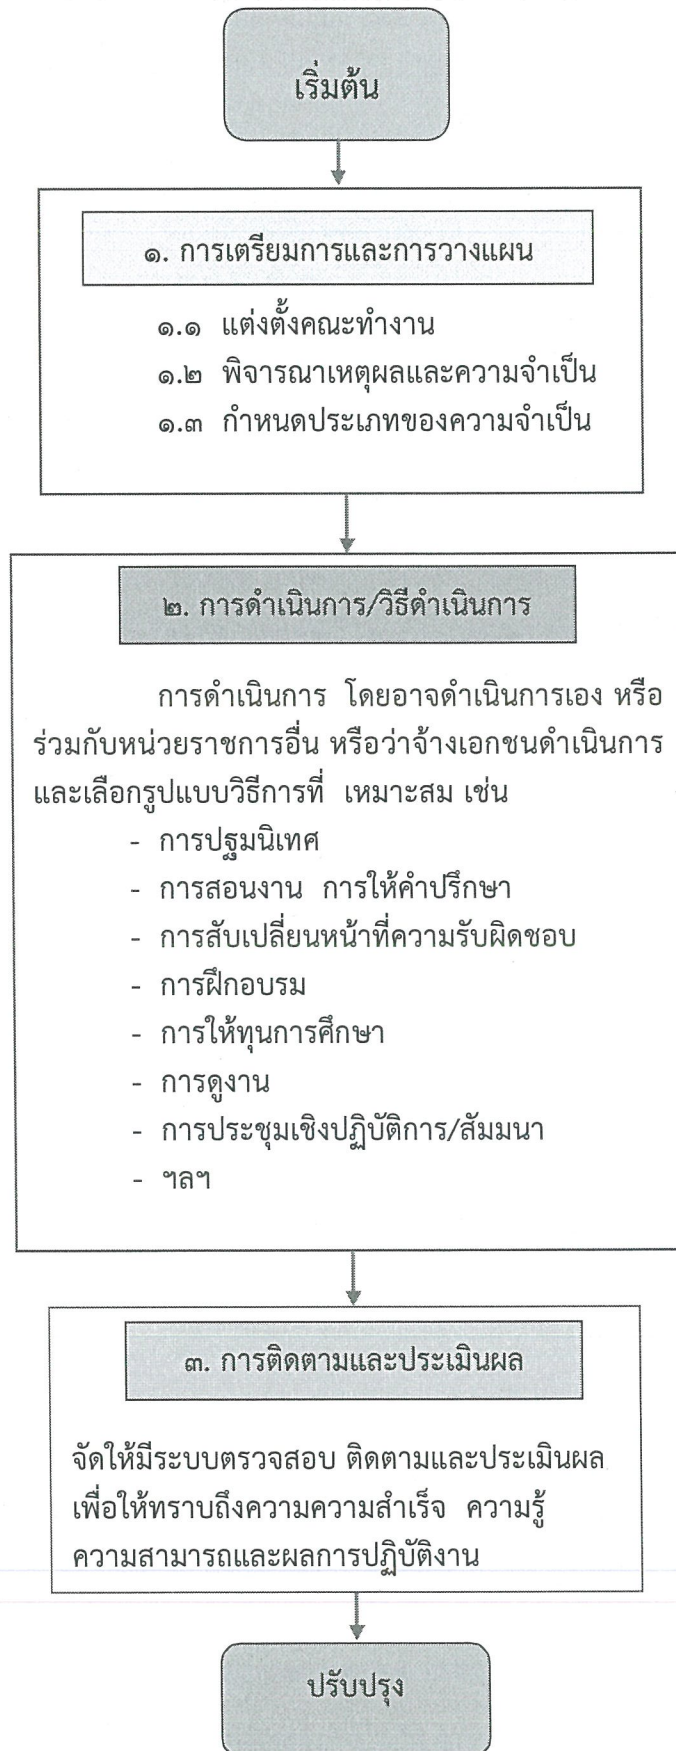 เริ่มต้น
๑. การเตรียมการและการวางแผน
๑.๑ แต่งตั้งคณะทำงาน
๑.๒ พิจารณาเหตุผลและความจำเป็น
๑.๓ กำหนดประเภทของความจำเป็น
๒. การดำเนินการ/วิธีดำเนินการ
การดำเนินการ โดยอาจดำเนินการเอง หรือ
ร่วมกับหน่วยราชการอื่น หรือว่าจ้างเอกชนดำเนินการ
และเลือกรูปแบบวิธีการที่ เหมาะสม เช่น
- การปฐมนิเทศ
- การสอนงาน การให้คำปรึกษา
- การสับเปลี่ยนหน้าที่ความรับผิดชอบ
- การฝึกอบรม
- การให้ทุนการศึกษา
- การดูงาน
- การประชุมเชิงปฏิบัติการ/สัมมนา
- ฯลฯ
๓. การติดตามและประเมินผล
จัดให้มีระบบตรวจสอบ ติดตามและประเมินผล
เพื่อให้ทราบถึงความความสำเร็จ ความรู้
ความสามารถและผลการปฏิบัติงาน
ปรับปรุง